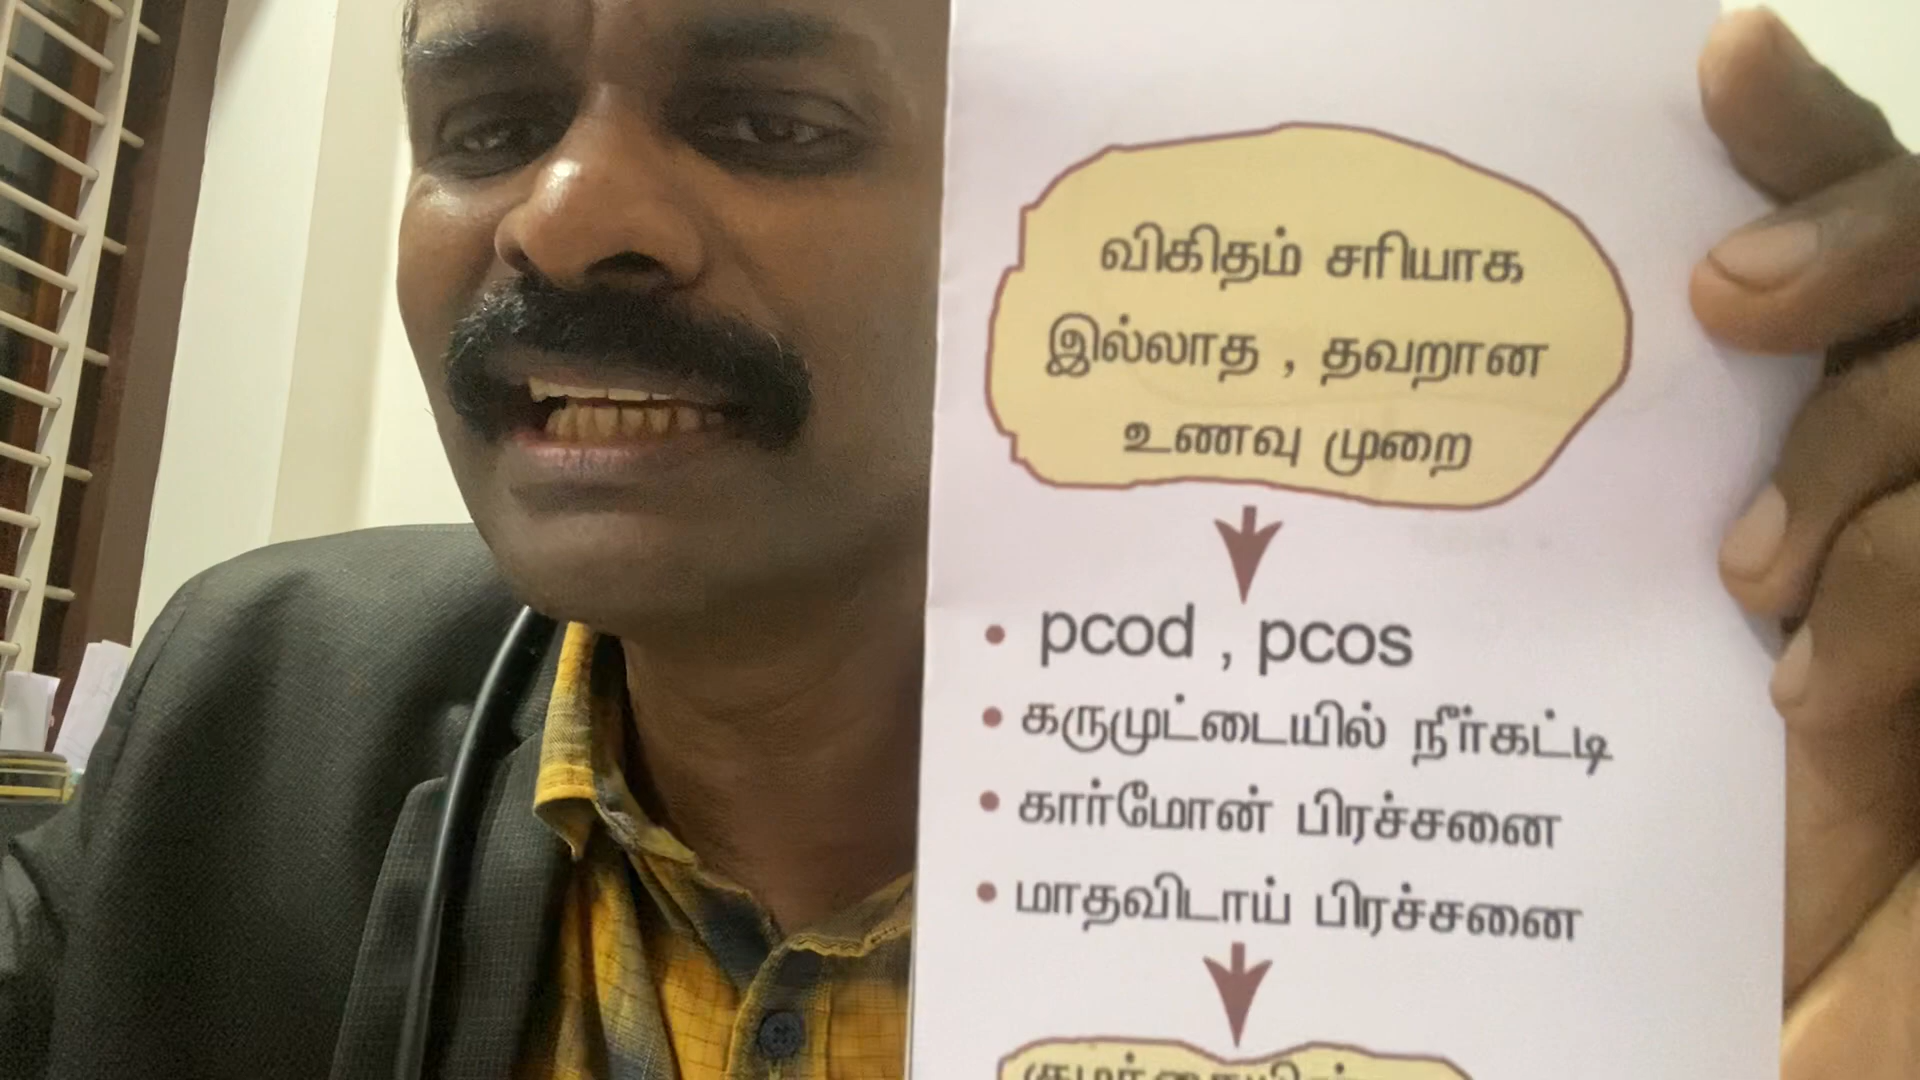 விகிதம் சரியாக
இல்லாத , தவறான
உணவு முறை
• pcod , pcos
• கருமுட்டையில் நீர்கட்டி
• கார்மோன் பிரச்சனை
• மாதவிடாய் பிரச்சனை